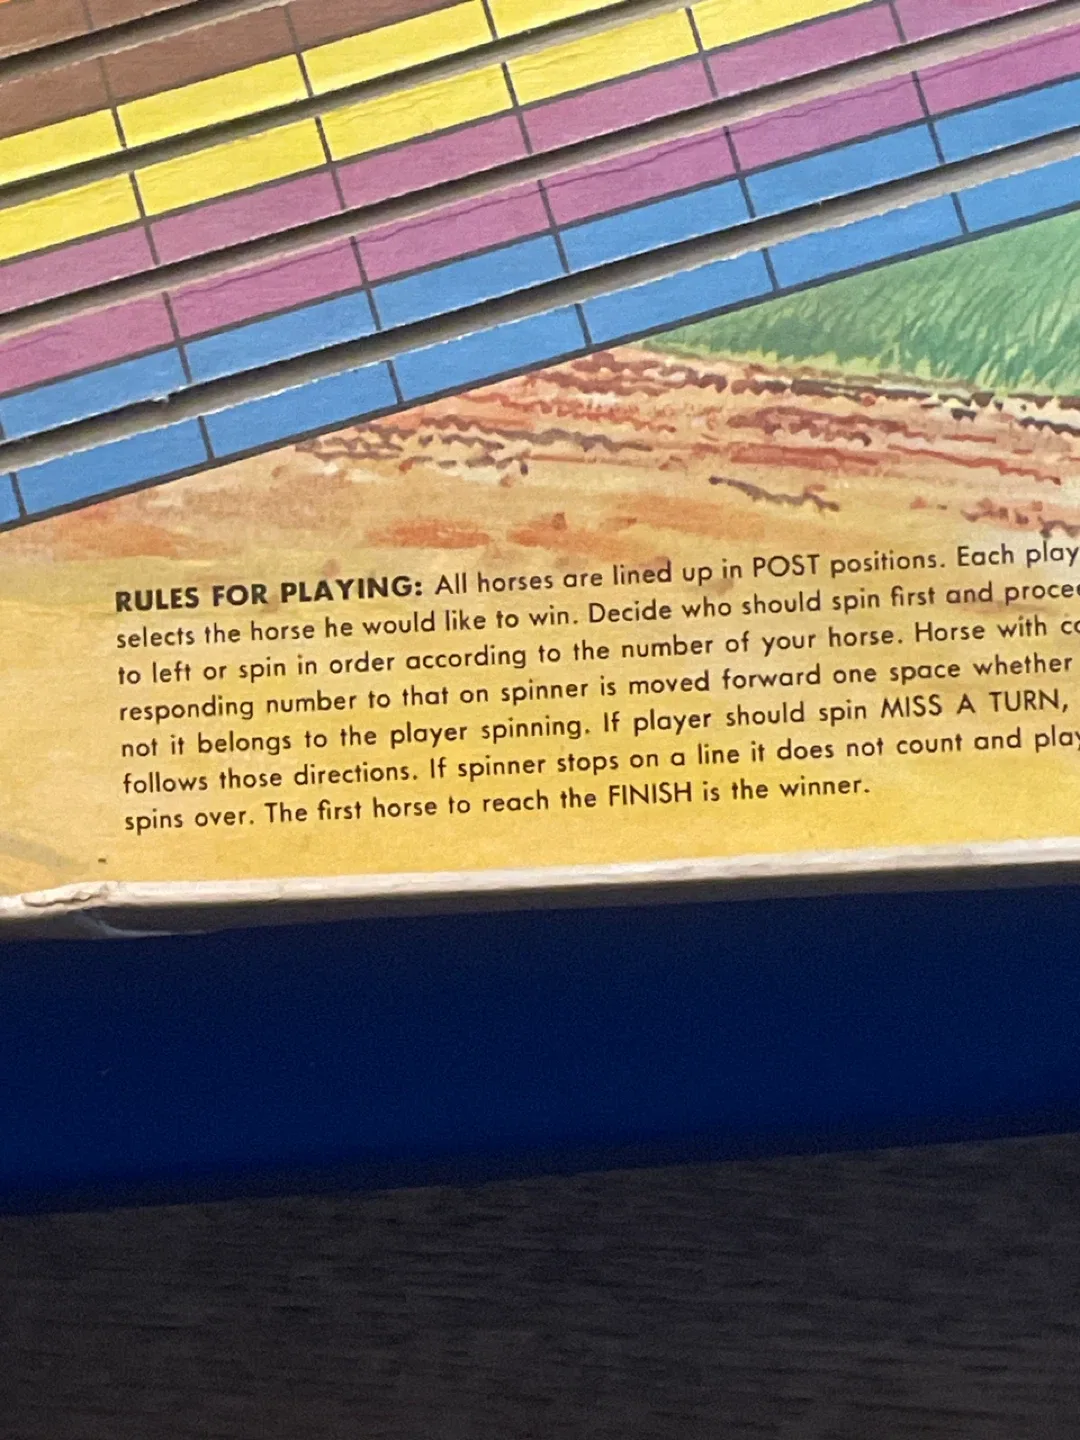 RULES FOR PLAYING: All horses are lined up in POST positions. Each play
selects the horse he would like to win. Decide who should spin first and procee
to left or spin in order according to the number of your horse. Horse with co
responding number to that on spinner is moved forward one space whether
not it belongs to the player spinning. If player should spin MISS A TURN,
follows those directions. If spinner stops on a line it does not count and play
spins over. The first horse to reach the FINISH is the winner.